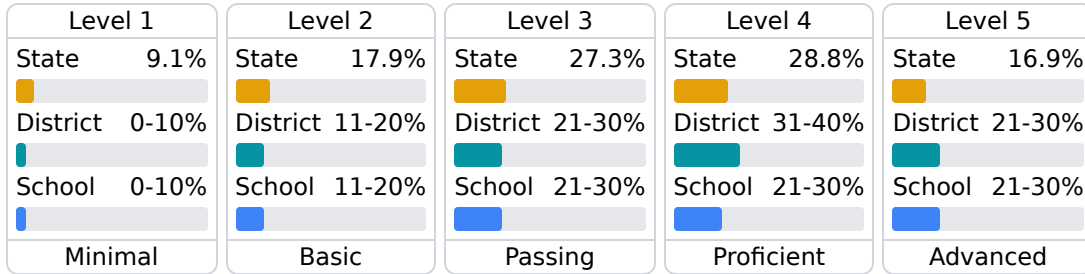 Level 1
State 9.1%
District 0-10%
School 0-10%
Minimal
Level 2
State 17.9%
District 11-20%
School 11-20%
Basic
Level 3
State 27.3%
District 21-30%
School 21-30%
Passing
Level 4
State 28.8%
District 31-40%
School 21-30%
Proficient
Level 5
State 16.9%
District 21-30%
School 21-30%
Advanced